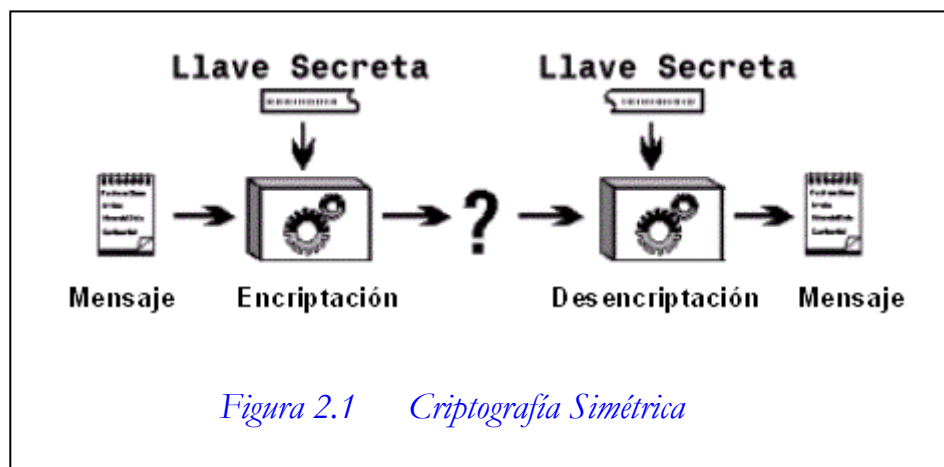 Llave Secreta Llave Secreta
?
Mensaje Encriptación Desencriptación Mensaje
Figura 2.1 Criptografía Simétrica